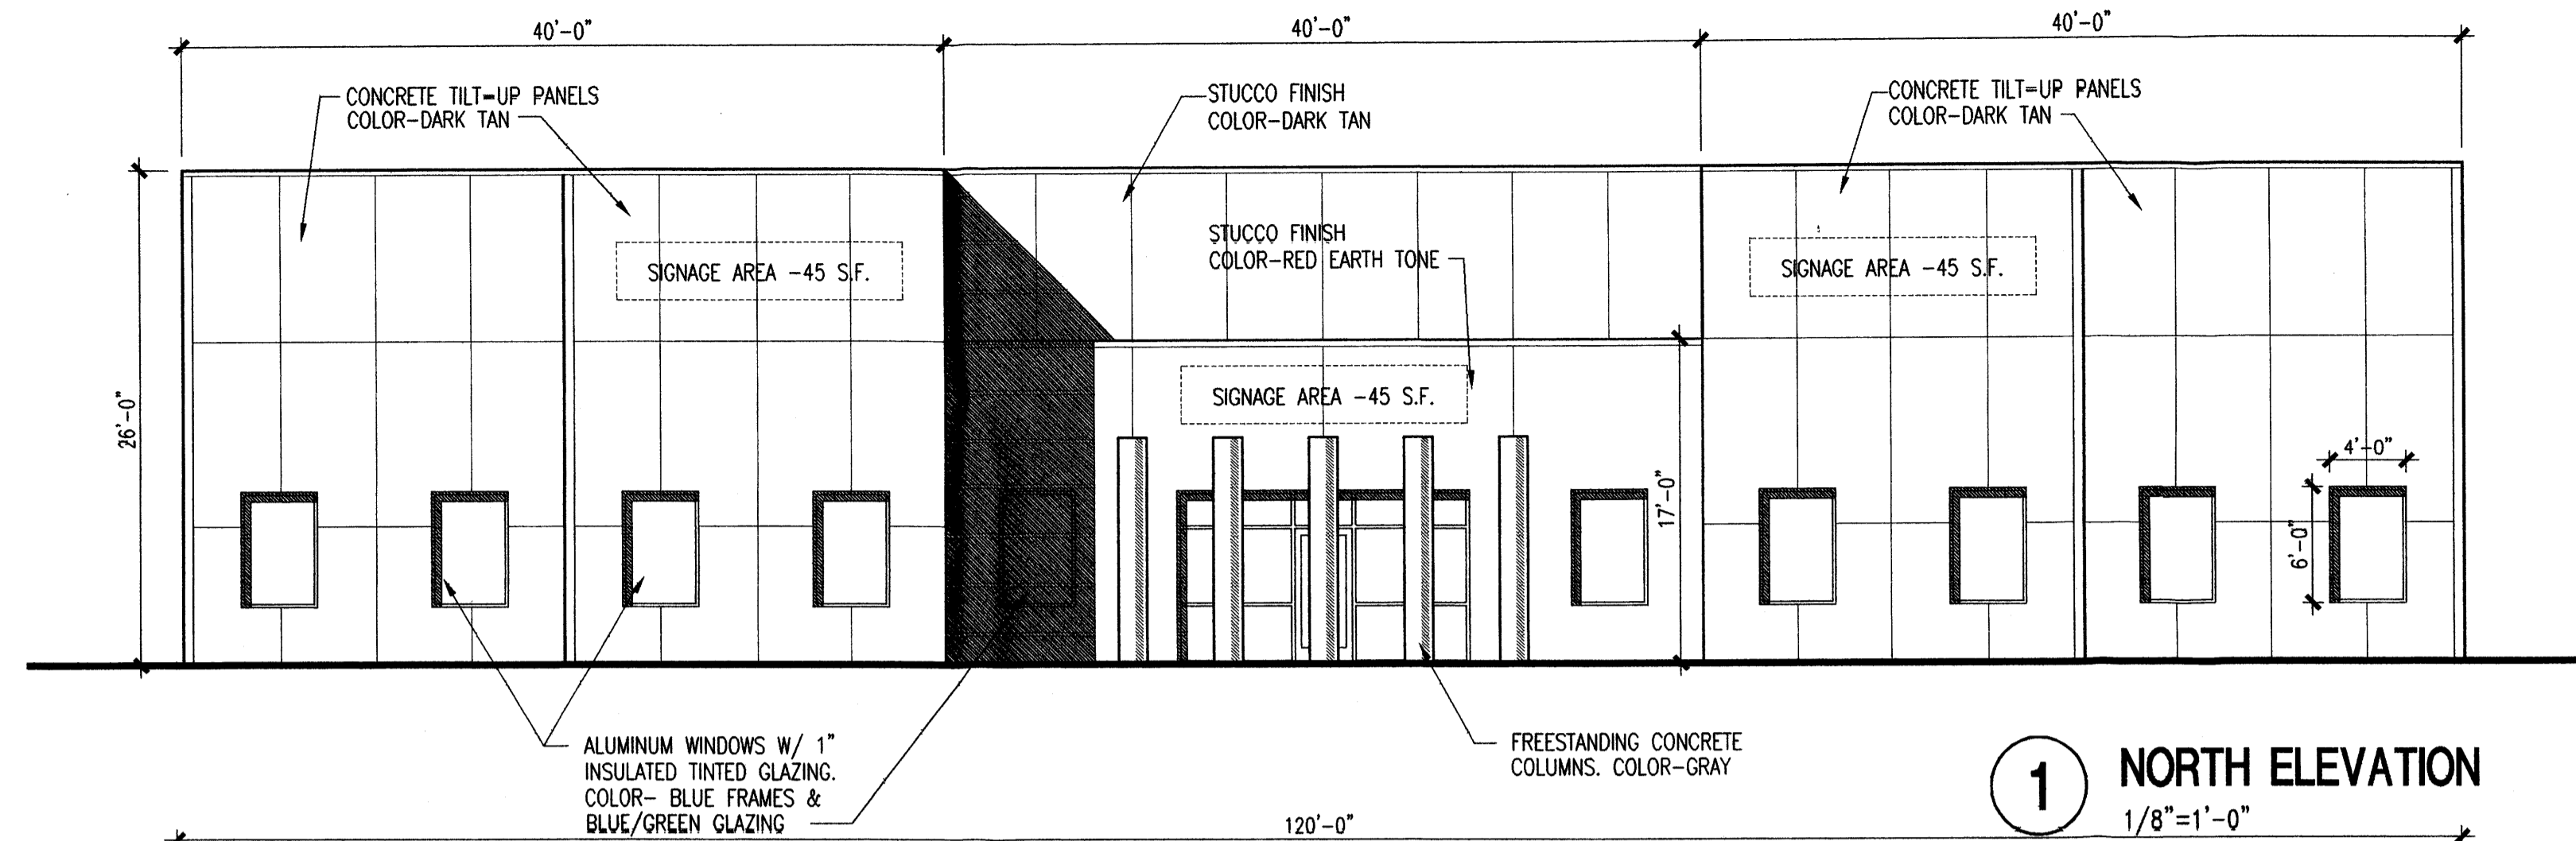 40'-0"
40'-0"
40'-0"
CONCRETE TILT-UP PANELS
COLOR-DARK TAN
STUCCO FINISH
COLOR-DARK TAN
CONCRETE TILT-UP PANELS
COLOR-DARK TAN
STUCCO FINISH
COLOR-RED EARTH TONE
SIGNAGE AREA -45 S.F.
SIGNAGE AREA -45 S.F.
SIGNAGE AREA -45 S.F.
26'-0"
17'-0"
4'-0"
6'-0"
ALUMINUM WINDOWS W/ 1"
INSULATED TINTED GLAZING.
COLOR- BLUE FRAMES &
BLUE/GREEN GLAZING
FREESTANDING CONCRETE
COLUMNS. COLOR-GRAY
1
NORTH ELEVATION
1/8"=1'-0"
120'-0"